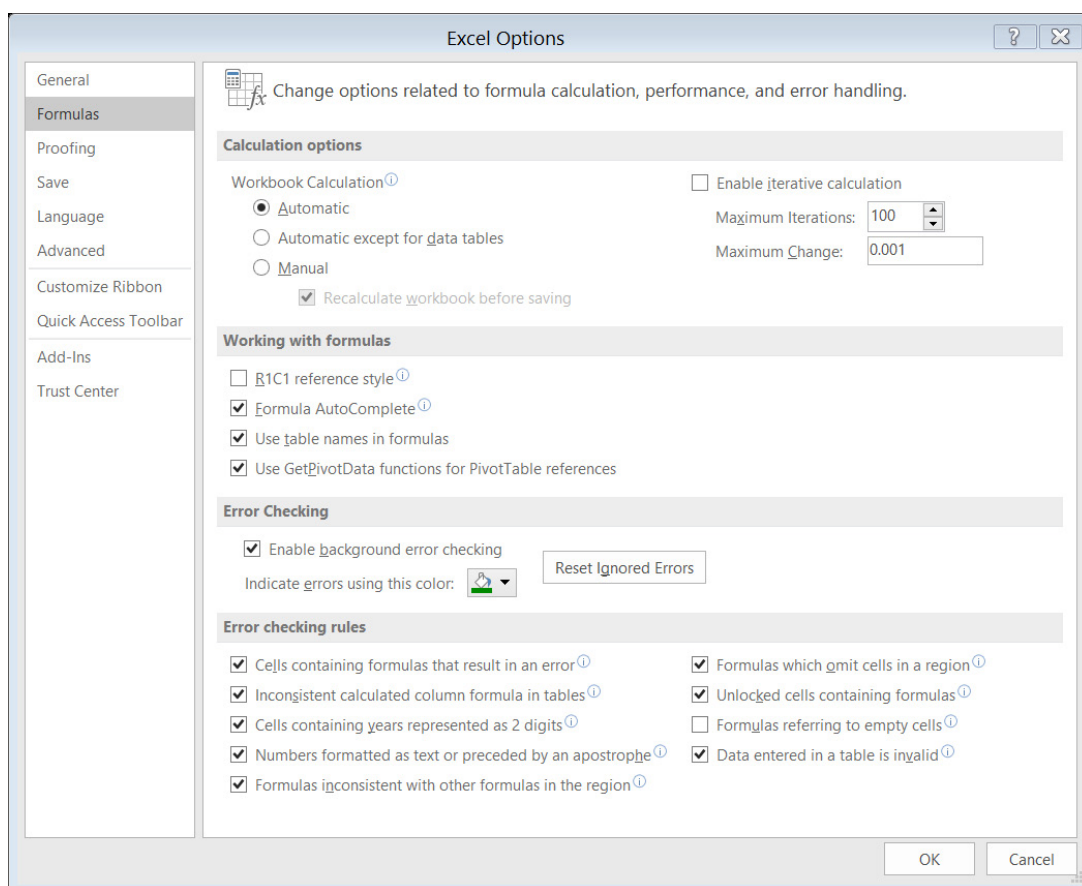 Excel Options
General
Formulas
Proofing
Save
Language
Advanced
Customize Ribbon
Quick Access Toolbar
Add-Ins
Trust Center
Change options related to formula calculation, performance, and error handling.
Calculation options
Workbook Calculation
Automatic
Automatic except for data tables
Manual
Recalculate workbook before saving
Enable iterative calculation
Maximum Iterations: 100
Maximum Change: 0.001
Working with formulas
R1C1 reference style
Formula AutoComplete
Use table names in formulas
Use GetPivotData functions for PivotTable references
Error Checking
Enable background error checking
Indicate errors using this color:
Reset Ignored Errors
Error checking rules
Cells containing formulas that result in an error
Inconsistent calculated column formula in tables
Cells containing years represented as 2 digits
Numbers formatted as text or preceded by an apostrophe
Formulas inconsistent with other formulas in the region
Formulas which omit cells in a region
Unlocked cells containing formulas
Formulas referring to empty cells
Data entered in a table is invalid
OK
Cancel